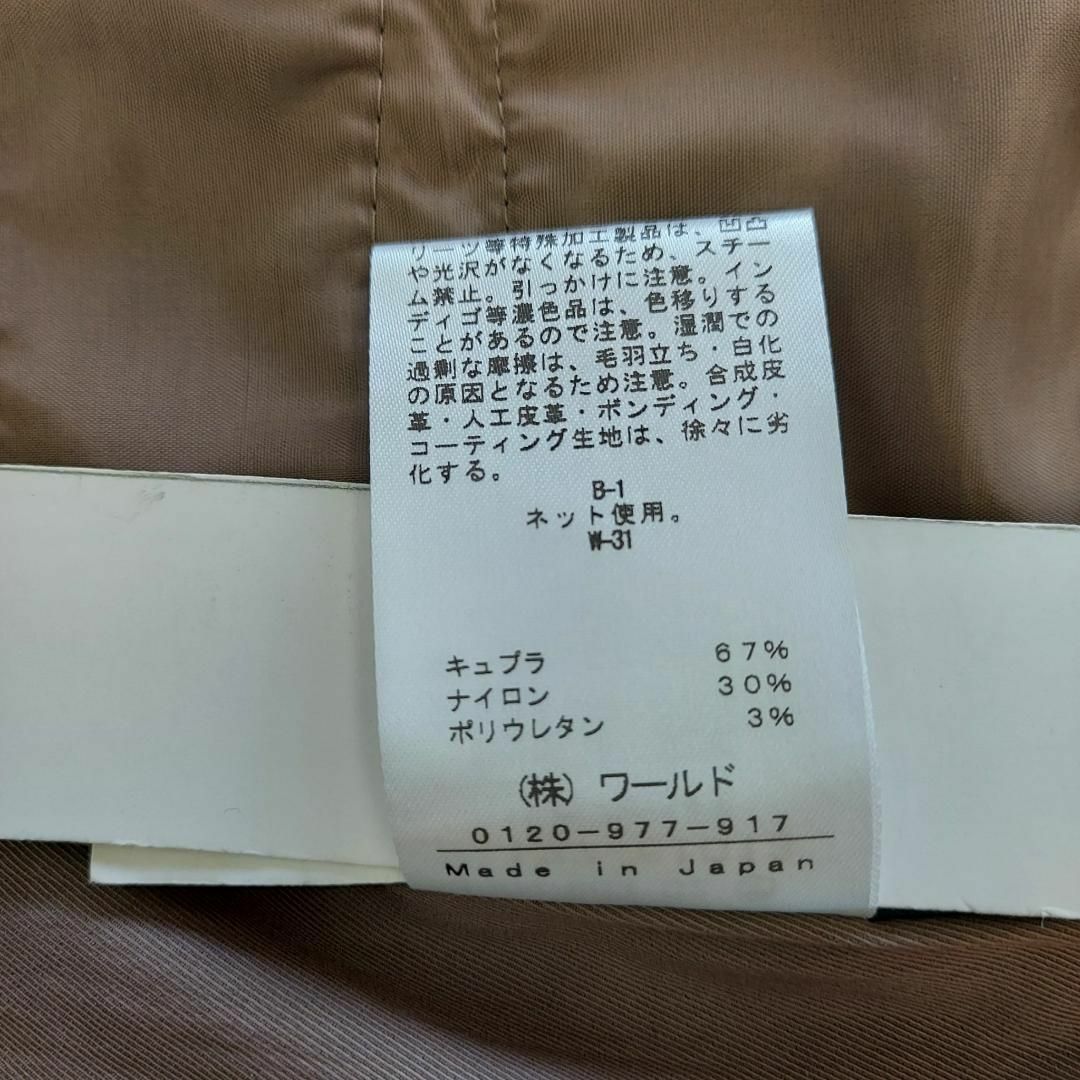 リーツ等特殊加工製品は、凹凸
や光沢がなくなるため、スチー
ム禁止。引っかけに注意。イン
ディゴ等濃色品は、色移りする
ことがあるので注意。湿潤での
過剰な摩擦は、毛羽立ち・白化
の原因となるため注意。合成皮
革・人工皮革・ボンディング・
コーティング生地は、徐々に劣
化する。
B-1
ネット使用。
W-31
キュプラ 67%
ナイロン 30%
ポリウレタン 3%
(株) ワールド
0120-977-917
Made in Japan